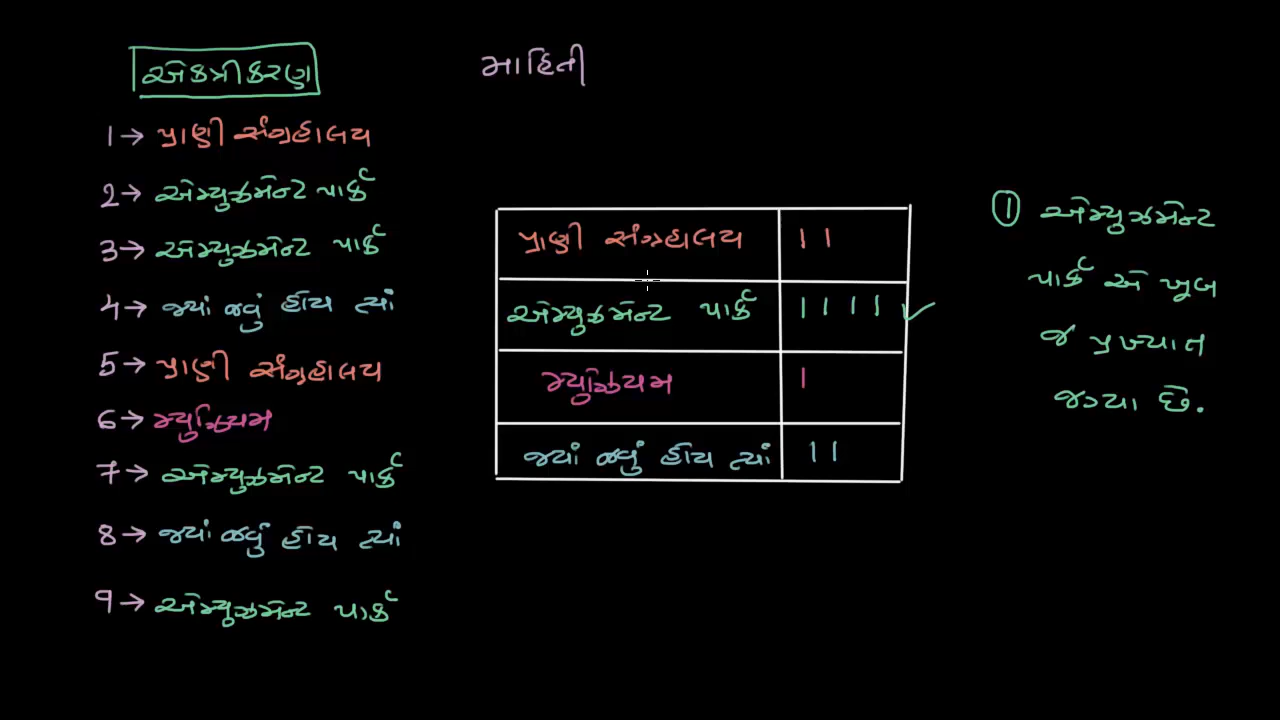 એકત્રીકરણ
માહિતી
1→ પ્રાણી સંગ્રહાલય
2→ એમ્યુઝમેન્ટ પાર્ક
3→ એમ્યુઝમેન્ટ પાર્ક
4→ જ્યાં જવું હોય ત્યાં
5→ પ્રાણી સંગ્રહાલય
6→ મ્યુઝિયમ
7→ એમ્યુઝમેન્ટ પાર્ક
8→ જ્યાં જવું હોય ત્યાં
9→ એમ્યુઝમેન્ટ પાર્ક
પ્રાણી સંગ્રહાલય | |
એમ્યુઝમેન્ટ પાર્ક | | | | ✓
મ્યુઝિયમ |
જ્યાં જવું હોય ત્યાં | |
① એમ્યુઝમેન્ટ
પાર્ક એ ખૂબ
જ પ્રખ્યાત
જગ્યા છે.